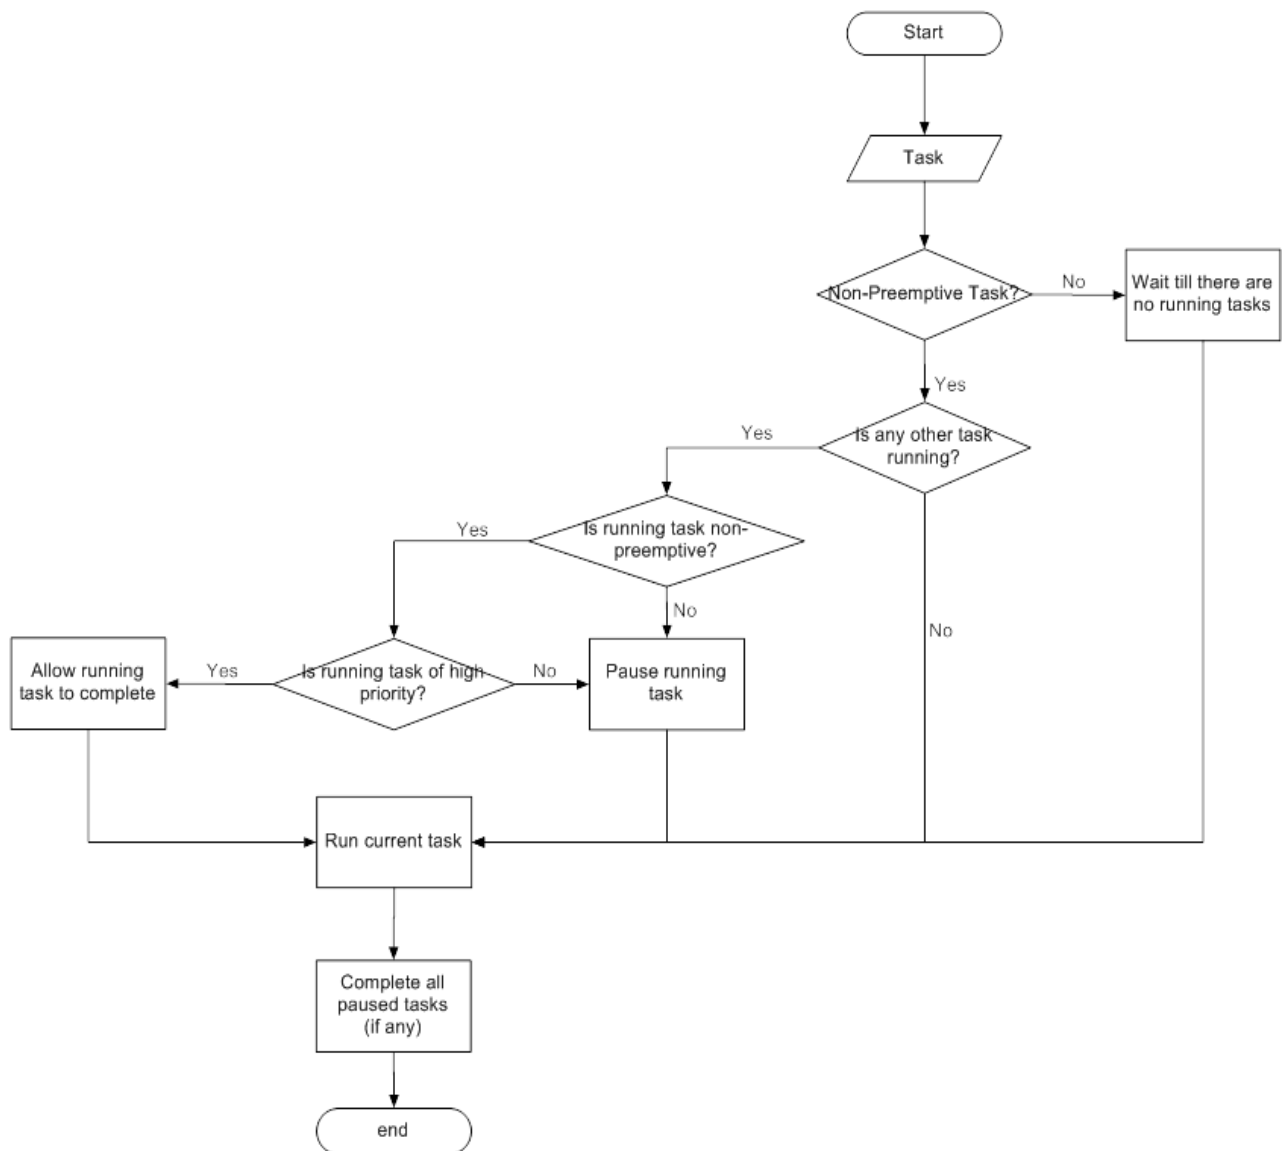 Start
Task
Non-Preemptive Task?
No
Wait till there are
no running tasks
Yes
Is any other task
running?
Yes
Is running task non-
preemptive?
Yes
No
No
Is running task of high
priority?
Yes
No
Allow running
task to complete
Pause running
task
Run current task
Complete all
paused tasks
(if any)
end